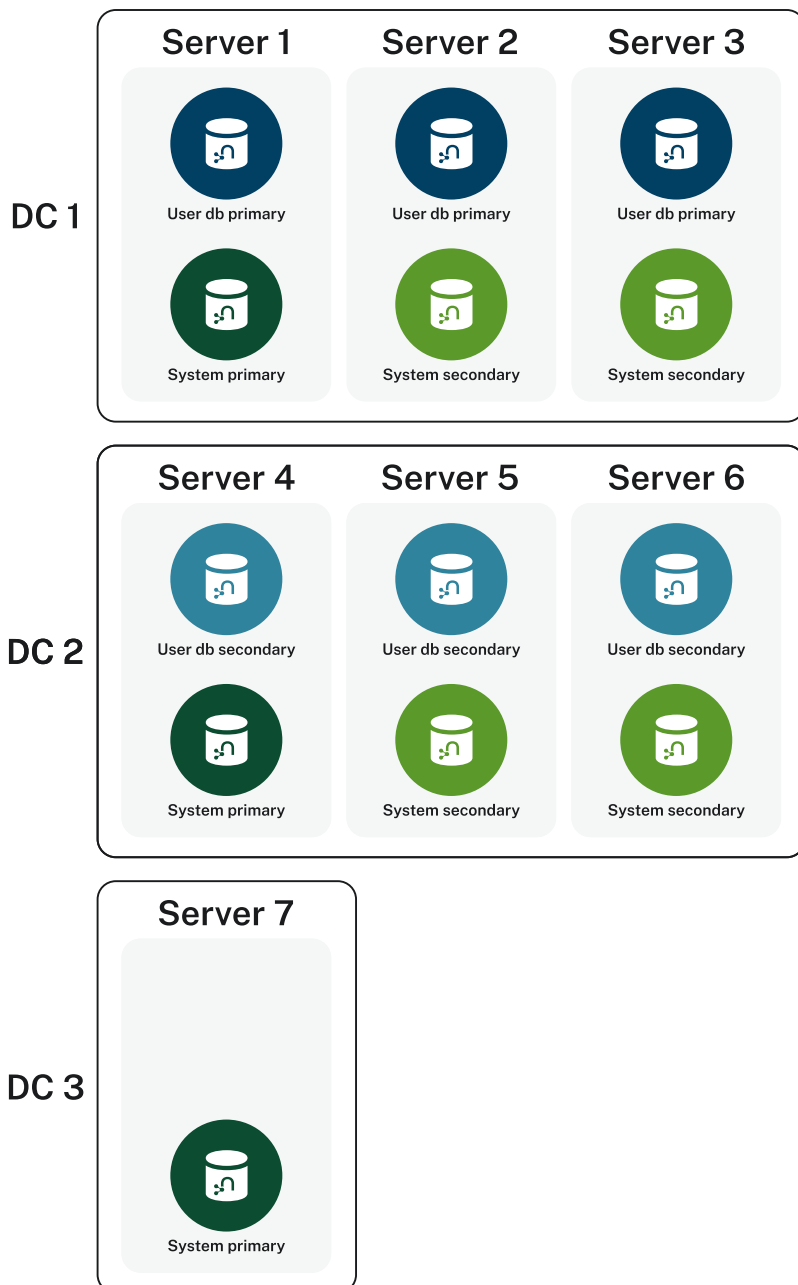 Server 1
Server 2
Server 3
DC 1
User db primary
User db primary
User db primary
System primary
System secondary
System secondary
Server 4
Server 5
Server 6
DC 2
User db secondary
User db secondary
User db secondary
System primary
System secondary
System secondary
Server 7
DC 3
System primary